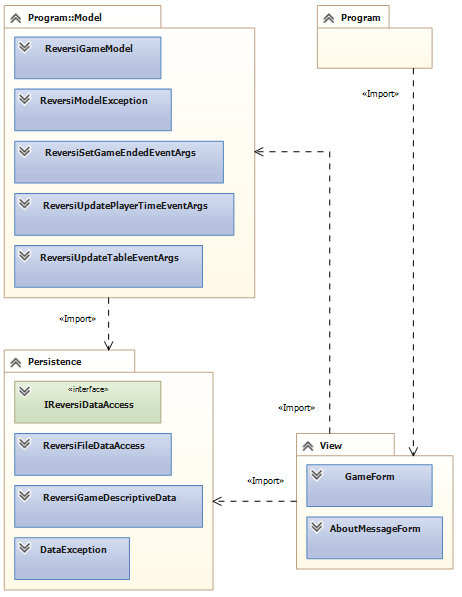 Program::Model
ReversiGameModel
ReversiModelException
ReversiSetGameEndedEventArgs
ReversiUpdatePlayerTimeEventArgs
ReversiUpdateTableEventArgs
Program
«Import»
«Import»
Persistence
«interface»
IReversiDataAccess
ReversiFileDataAccess
ReversiGameDescriptiveData
DataException
«Import»
«Import»
View
GameForm
AboutMessageForm